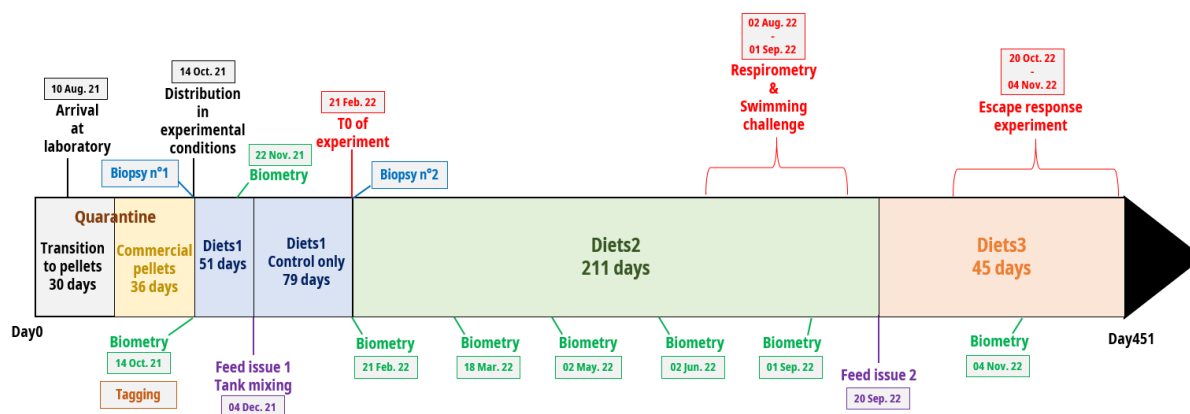 10 Aug. 21
Arrival
at
laboratory
14 Oct. 21
Distribution
in
experimental
conditions
Biopsy n°1
22 Nov. 21
Biometry
21 Feb. 22
T0 of
experiment
Biopsy n°2
02 Aug. 22
-
01 Sep. 22
Respirometry
&
Swimming
challenge
20 Oct. 22
-
04 Nov. 22
Escape response
experiment
Quarantine
Transition
to pellets
30 days
Commercial
pellets
36 days
Diets1
51 days
Diets1
Control only
79 days
Diets2
211 days
Diets3
45 days
Day0
Day451
Biometry
14 Oct. 21
Tagging
Feed issue 1
Tank mixing
04 Dec. 21
Biometry
21 Feb. 22
Biometry
18 Mar. 22
Biometry
02 May. 22
Biometry
02 Jun. 22
Biometry
01 Sep. 22
Feed issue 2
20 Sep. 22
Biometry
04 Nov. 22